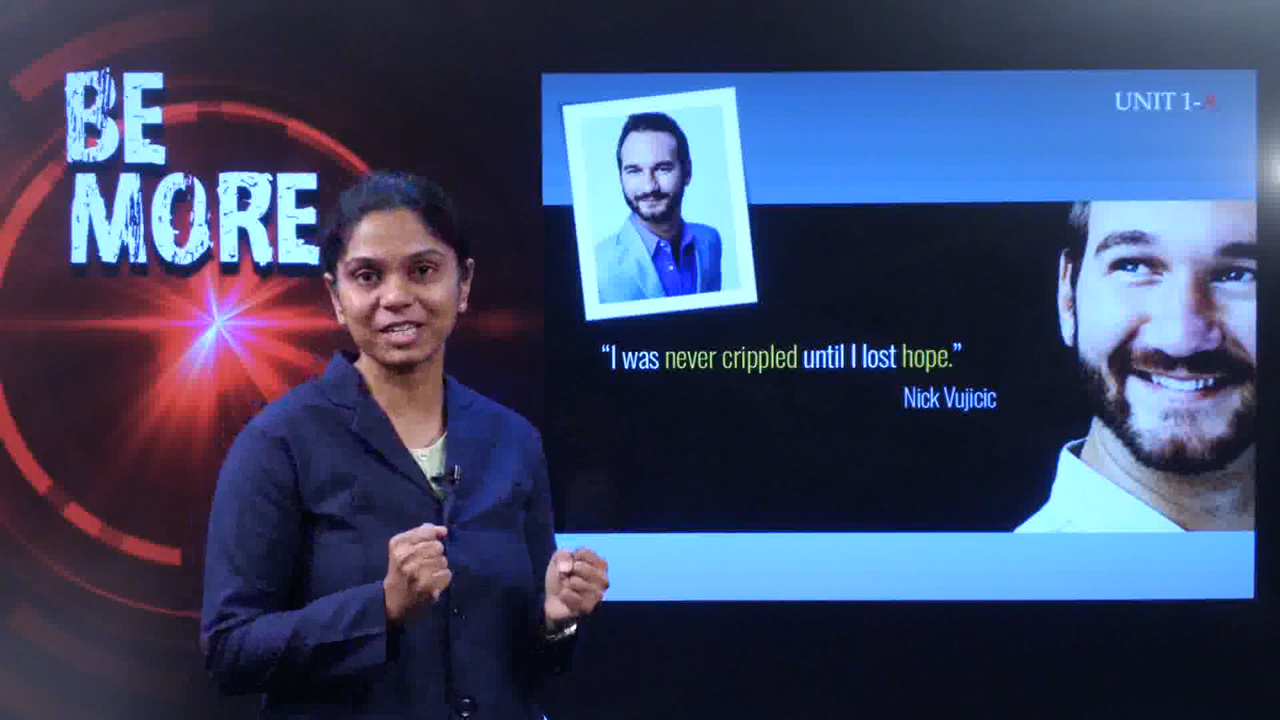 BE
MORE
UNIT 1-
“I was never crippled until I lost hope.”
Nick Vujicic